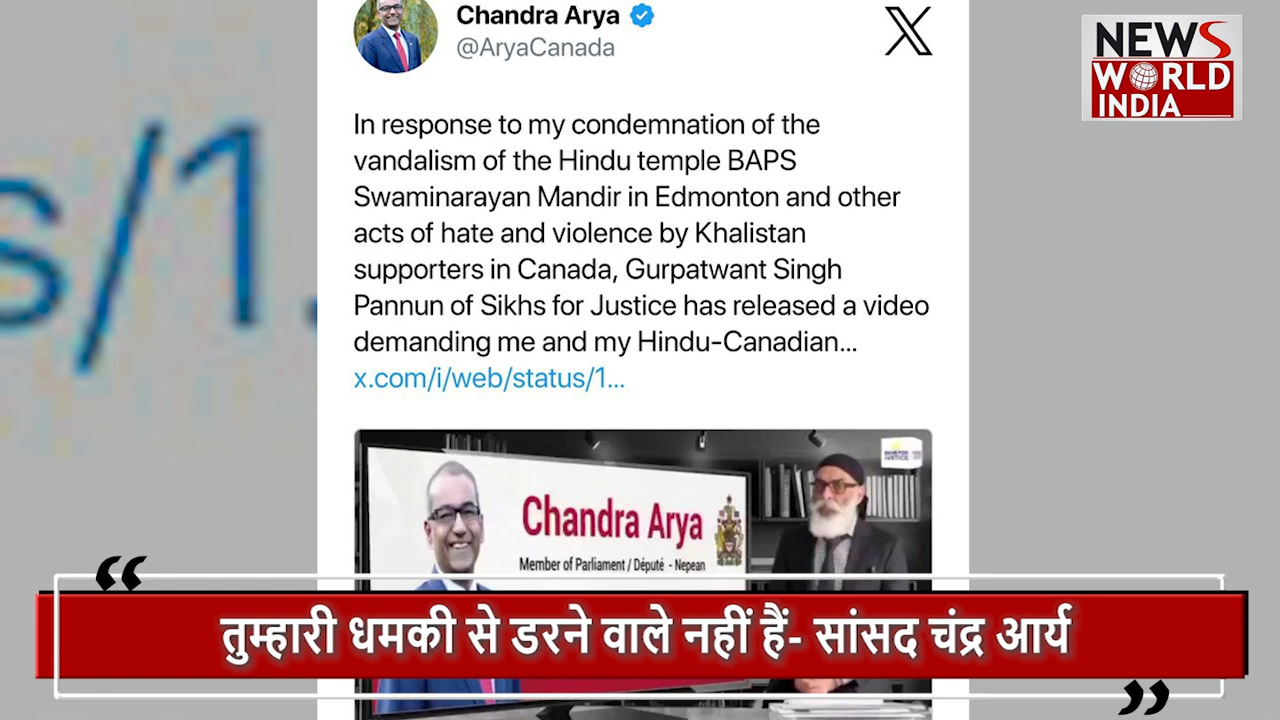 Chandra Arya
@AryaCanada
NEWS
WORLD
INDIA
In response to my condemnation of the
vandalism of the Hindu temple BAPS
Swaminarayan Mandir in Edmonton and other
acts of hate and violence by Khalistan
supporters in Canada, Gurpatwant Singh
Pannun of Sikhs for Justice has released a video
demanding me and my Hindu-Canadian...
x.com/i/web/status/1...
s/1.
JUSTICE
Chandra Arya
Member of Parliament / Député - Nepean
“
तुम्हारी धमकी से डरने वाले नहीं हैं- सांसद चंद्र आर्य
”